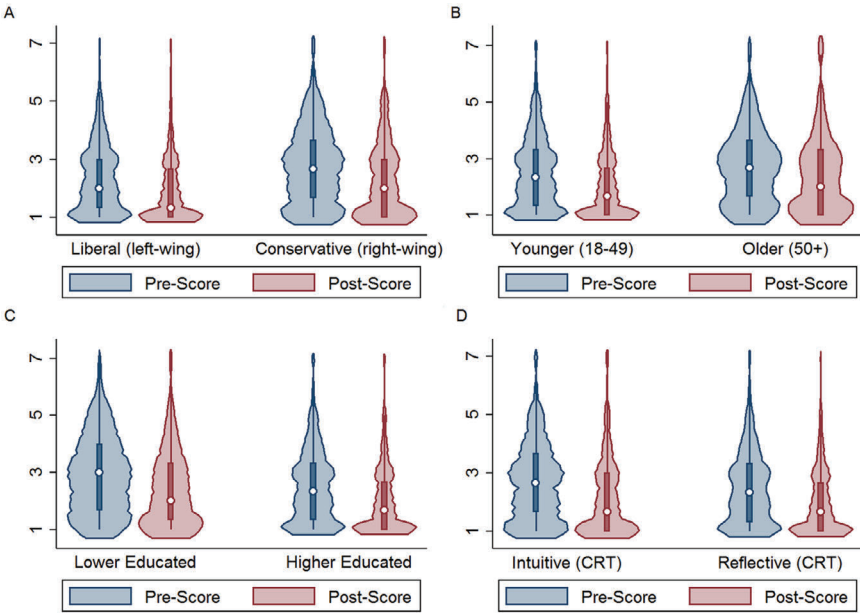 A
7
5
3
1
Liberal (left-wing) Conservative (right-wing)
Pre-Score Post-Score
B
7
5
3
1
Younger (18-49) Older (50+)
Pre-Score Post-Score
C
7
5
3
1
Lower Educated Higher Educated
Pre-Score Post-Score
D
7
5
3
1
Intuitive (CRT) Reflective (CRT)
Pre-Score Post-Score